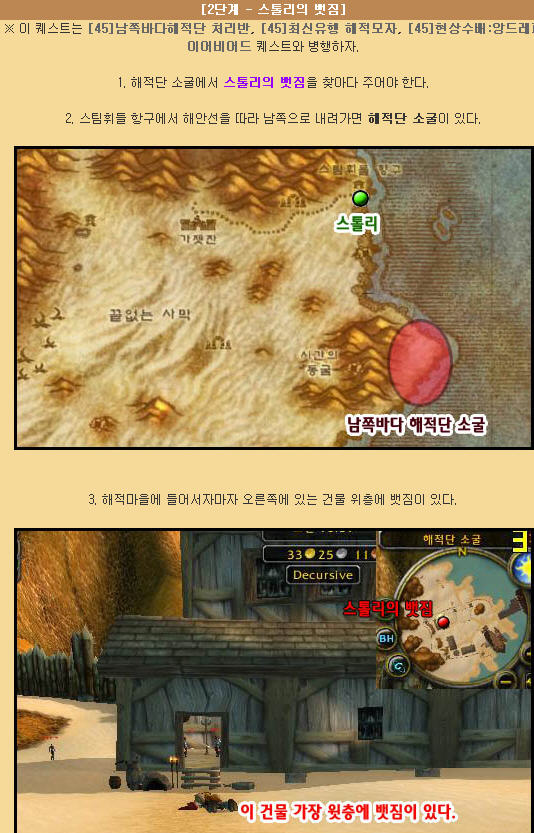 [2단계 - 스톨리의 뱃짐]
※ 이 퀘스트는 [45]남쪽바다해적단 처리반, [45]최신유행 해적모자, [45]현상수배:앙드레
이어비어드 퀘스트와 병행하자.
1. 해적단 소굴에서 스톨리의 뱃짐을 찾아다 주어야 한다.
2. 스팀휘들 항구에서 해안선을 따라 남쪽으로 내려가면 해적단 소굴이 있다.
스팀휘들 항구
스톨리
가젯잔
끝없는 사막
시간의
동굴
남쪽바다 해적단 소굴
3. 해적마을에 들어서자마자 오른쪽에 있는 건물 위층에 뱃짐이 있다.
해적단 소굴
3
N
33 25 11
Decursive
스톨리의 뱃짐
BH
이 건물 가장 윗층에 뱃짐이 있다.